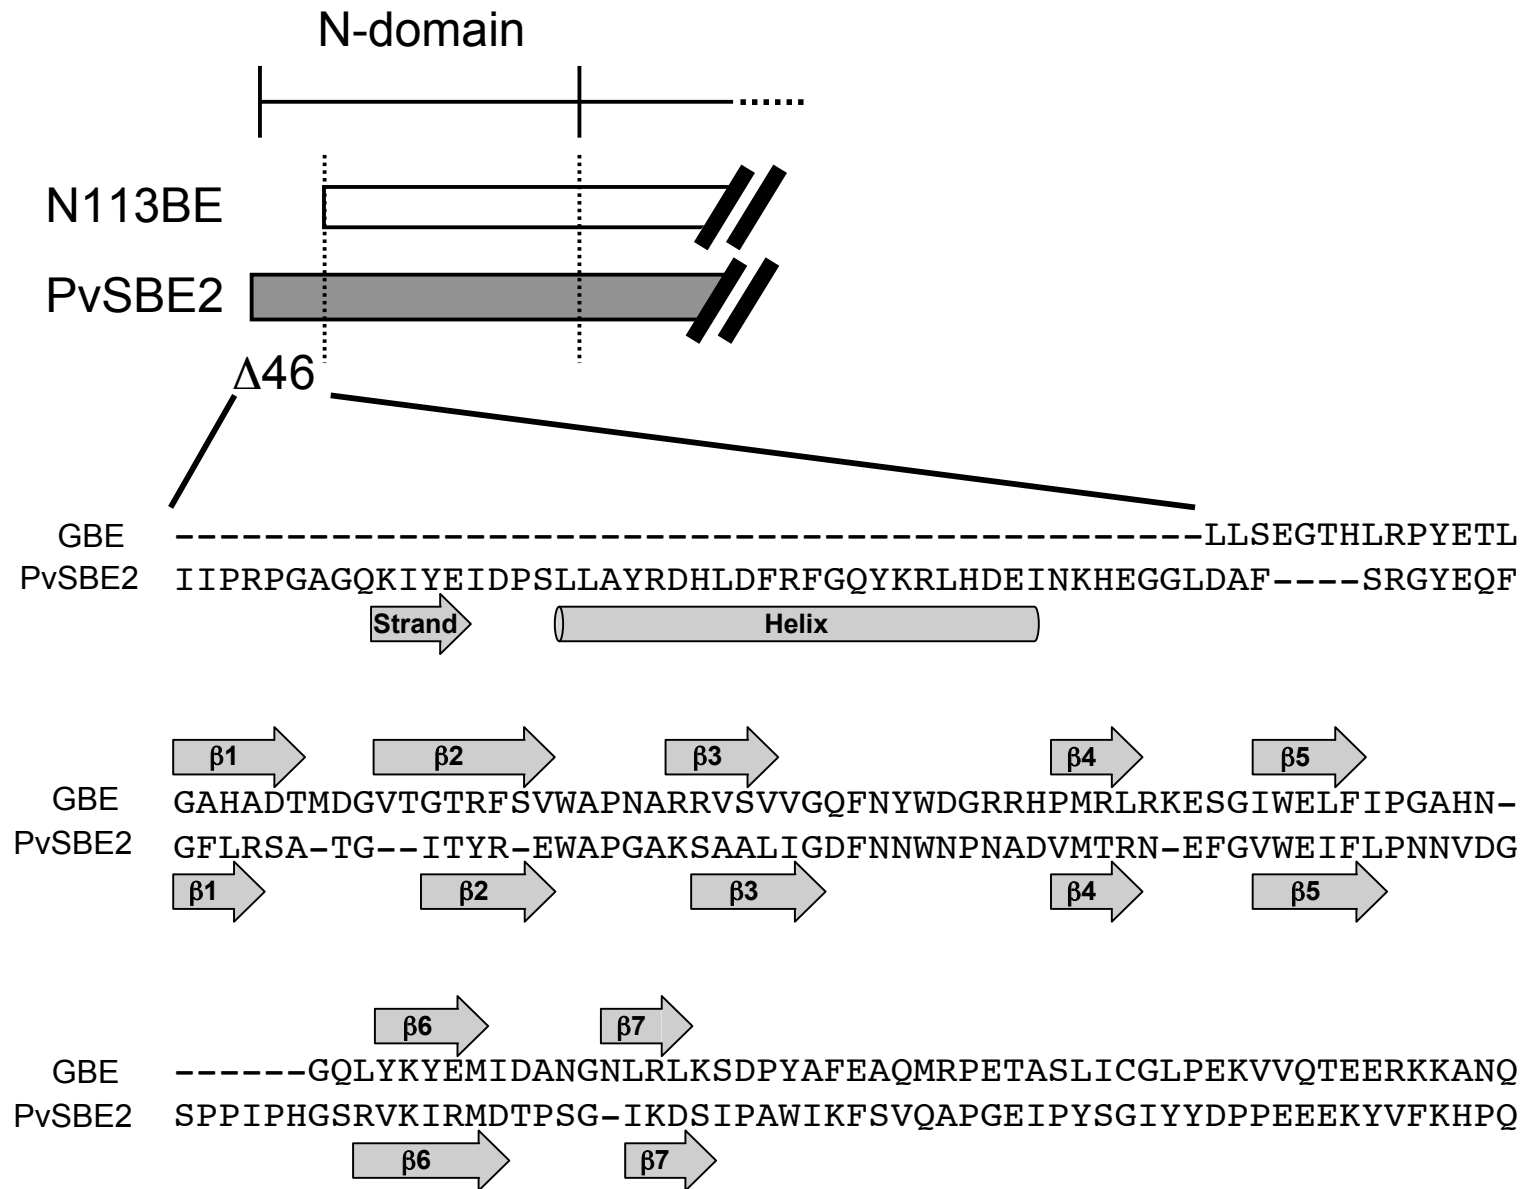 N-domain
N113BE
PvSBE2
Δ46
GBE ----------------------------------------------LLSEGTHLRPYETL
PvSBE2 IIPRPGAGQKIYEIDPSLLAYRDHLDFRFGQYKRLHDEINKHEGGLDAF----SRGYEQF
Strand Helix
β1 β2 β3 β4 β5
GBE GAHADTMDGVTGTRFSVWAPNARRVSVVGQFNYWDGRRHPMRLRKESGIWELFIPGAHN-
PvSBE2 GFLRSA-TG--ITYR-EWAPGAKSAALIGDFNNWNPNADVMTRN-EFGVWEIFLPNNVDG
β1 β2 β3 β4 β5
β6 β7
GBE ------GQLYKYEMIDANGNLRLKSDPYAFEAQMRPETASLICGLPEKVVQTEERKKANQ
PvSBE2 SPPIPHGSRVKIRMDTPSG-IKDSIPAWIKFSVQAPGEIPYSGIYYDPPEEEKYVFKHPQ
β6 β7